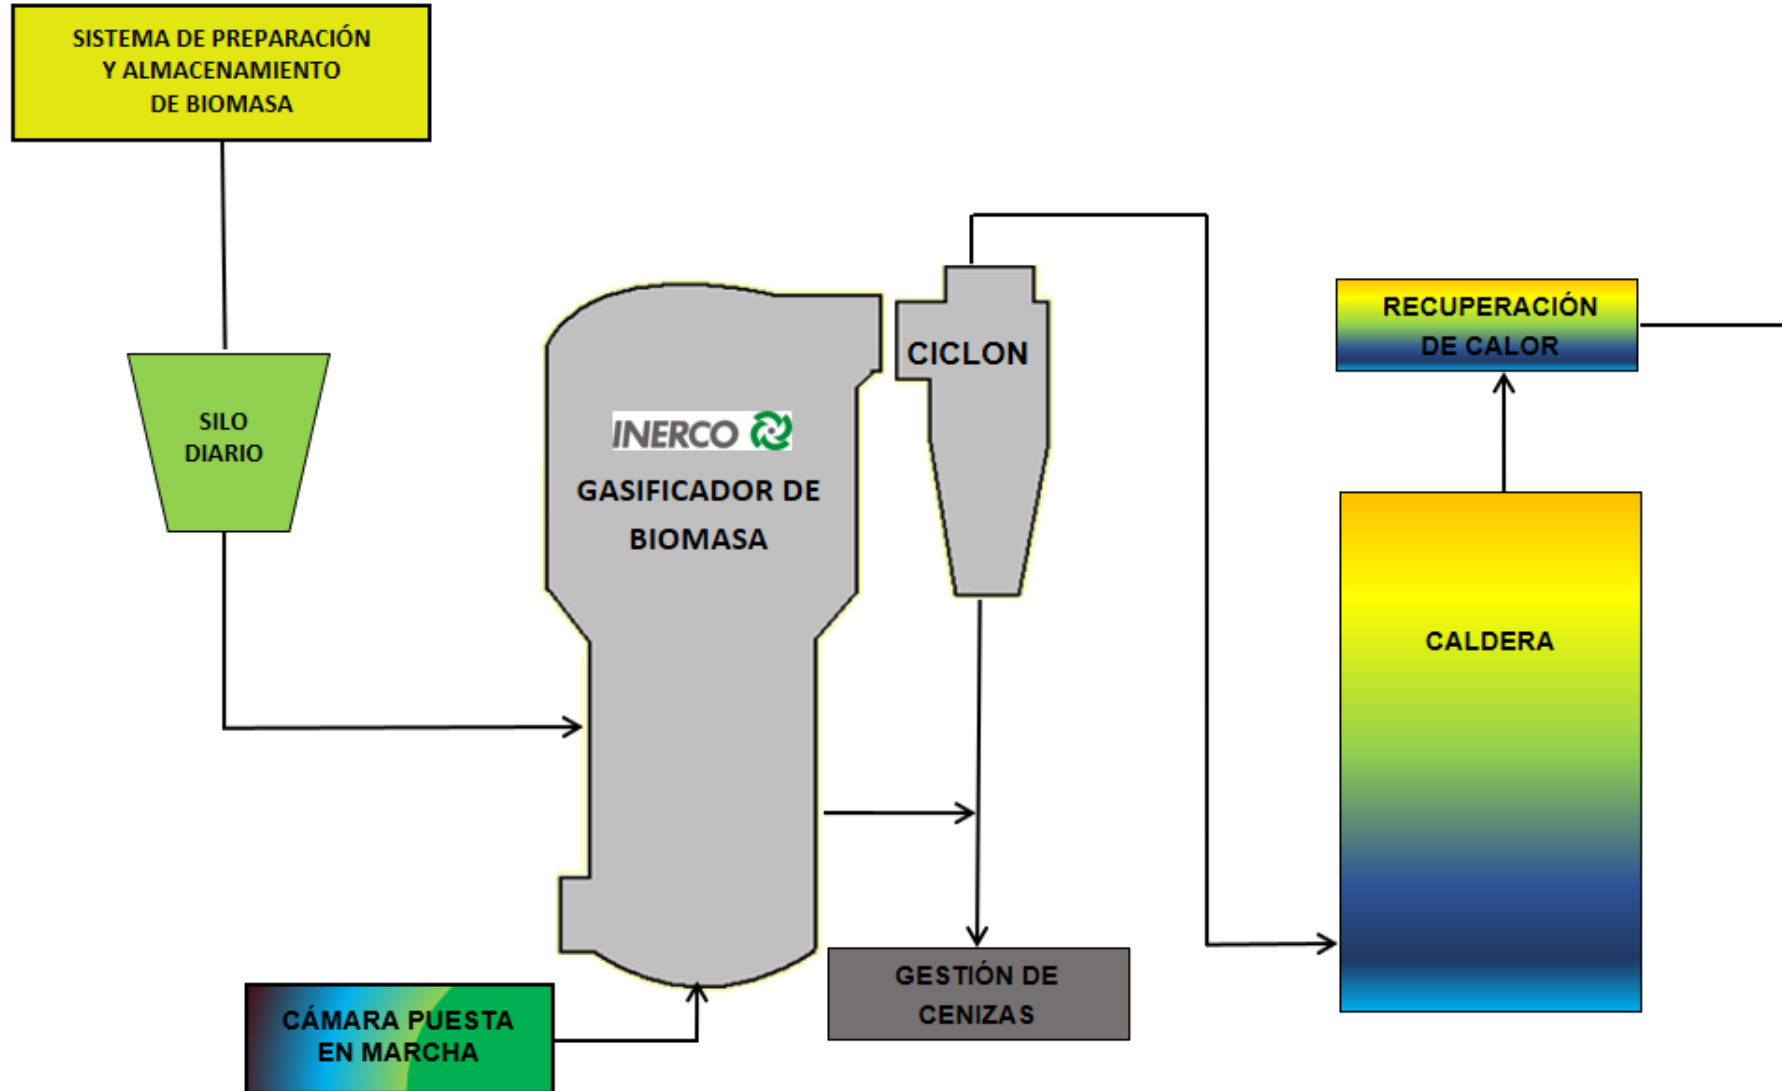 SISTEMA DE PREPARACIÓN
Y ALMACENAMIENTO
DE BIOMASA
SILO
DIARIO
INERCO
GASIFICADOR DE
BIOMASA
CICLON
RECUPERACIÓN
DE CALOR
CALDERA
GESTIÓN DE
CENIZAS
CÁMARA PUESTA
EN MARCHA